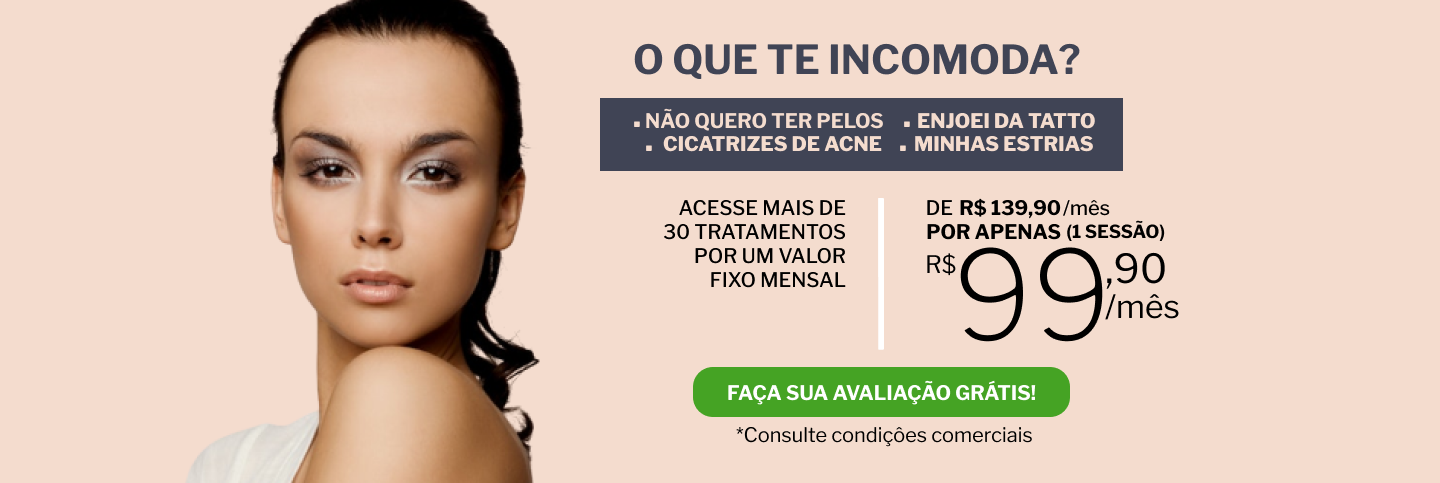 O QUE TE INCOMODA?
▪ NÃO QUERO TER PELOS ▪ ENJOEI DA TATTO
▪ CICATRIZES DE ACNE ▪ MINHAS ESTRIAS
ACESSE MAIS DE
30 TRATAMENTOS
POR UM VALOR
FIXO MENSAL
DE R$ 139,90/mês
POR APENAS (1 SESSÃO)
R$ 99,90
/mês
FAÇA SUA AVALIAÇÃO GRÁTIS!
*Consulte condições comerciais